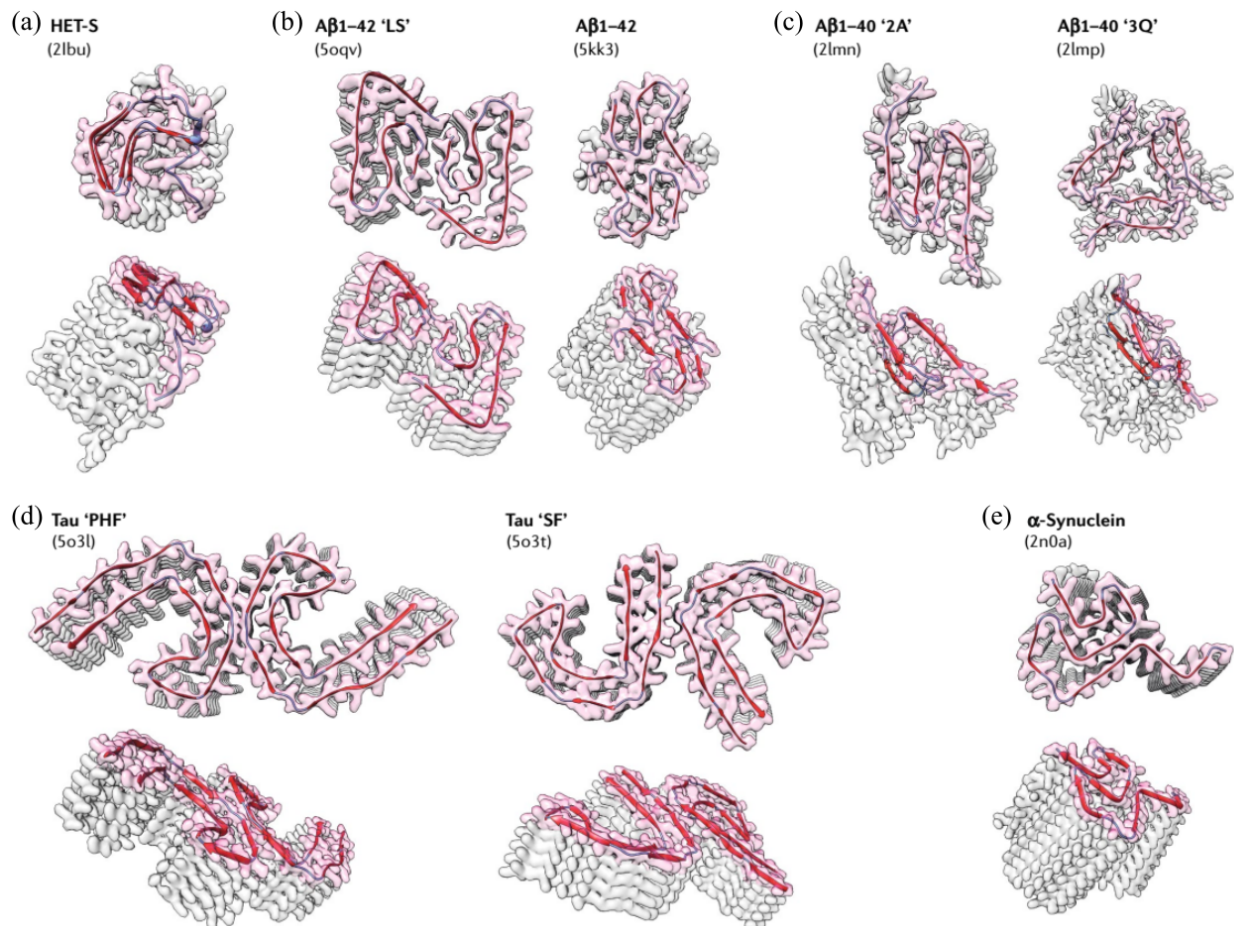 (a) HET-S
(2lbu)
(b) Aβ1–42 ‘LS’
(5oqv)
Aβ1–42
(5kk3)
(c) Aβ1–40 ‘2A’
(2lmn)
Aβ1–40 ‘3Q’
(2lmp)
(d) Tau ‘PHF’
(5o3l)
Tau ‘SF’
(5o3t)
(e) α-Synuclein
(2n0a)